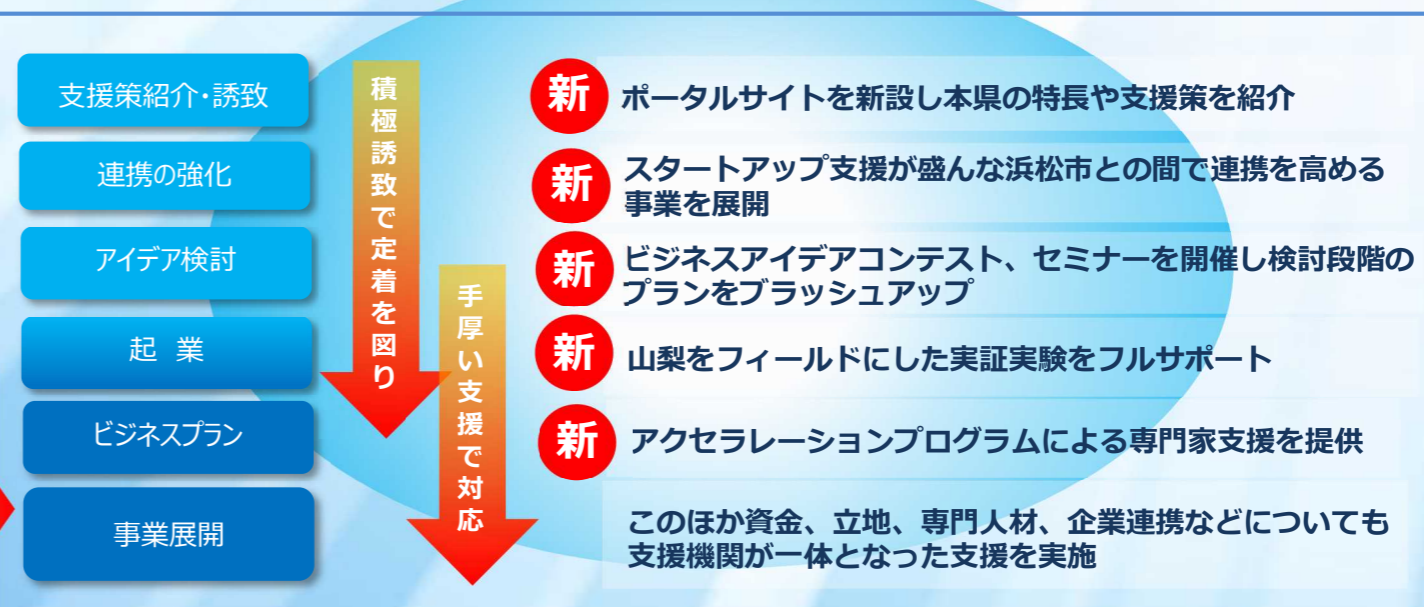 支援策紹介・誘致
連携の強化
アイデア検討
起 業
ビジネスプラン
事業展開
積極誘致で定着を図り
手厚い支援で対応
新 ポータルサイトを新設し本県の特長や支援策を紹介
新 スタートアップ支援が盛んな浜松市との間で連携を高める
事業を展開
新 ビジネスアイデアコンテスト、セミナーを開催し検討段階の
プランをブラッシュアップ
新 山梨をフィールドにした実証実験をフルサポート
新 アクセラレーションプログラムによる専門家支援を提供
このほか資金、立地、専門人材、企業連携などについても
支援機関が一体となった支援を実施